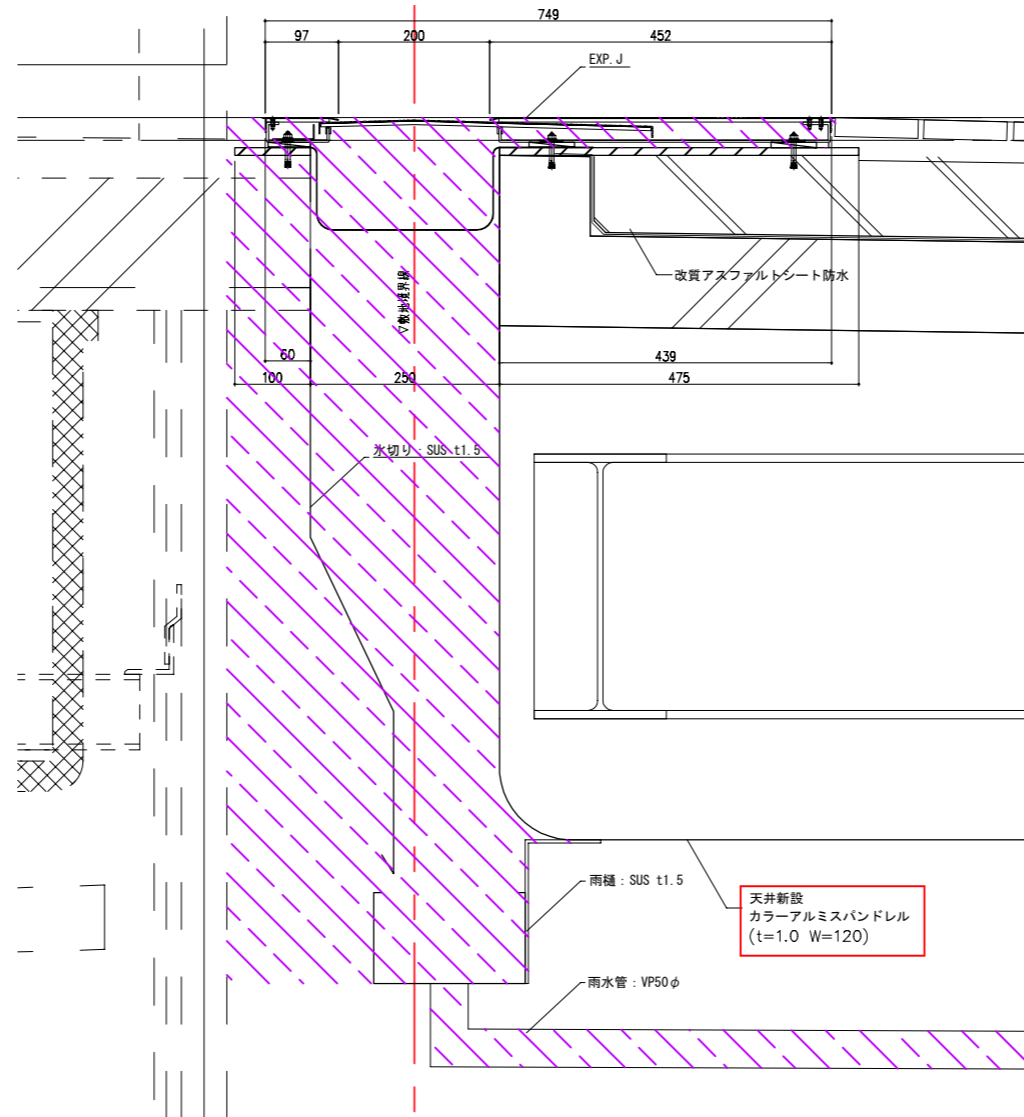 749
97
200
452
EXP.J
改質アスファルトシート防水
▽敷地境界線
60
439
100
250
475
水切り：SUS t1.5
雨樋：SUS t1.5
天井新設
カラーアルミスパンドレル
(t=1.0 W=120)
雨水管：VP50φ